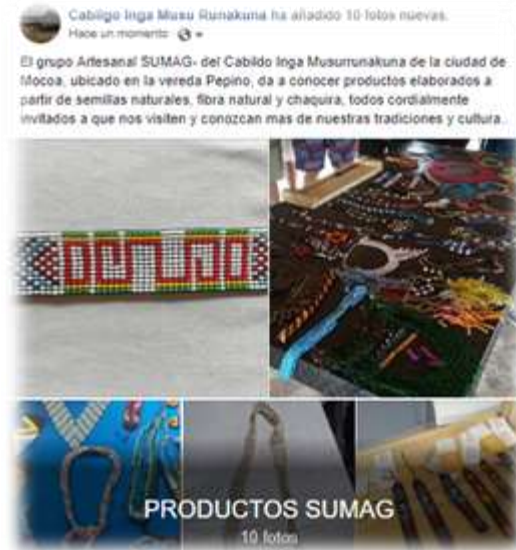 Cabilgo Inga Musu Runakuna ha añadido 10 fotos nuevas.
Hace un momento
El grupo Artesanal SUMAG- del Cabildo Inga Musurrunakuna de la ciudad de
Mocoa, ubicado en la vereda Pepino, da a conocer productos elaborados a
partir de semillas naturales, fibra natural y chaquira, todos cordialmente
invitados a que nos visiten y conozcan mas de nuestras tradiciones y cultura.
PRODUCTOS SUMAG
10 fotos